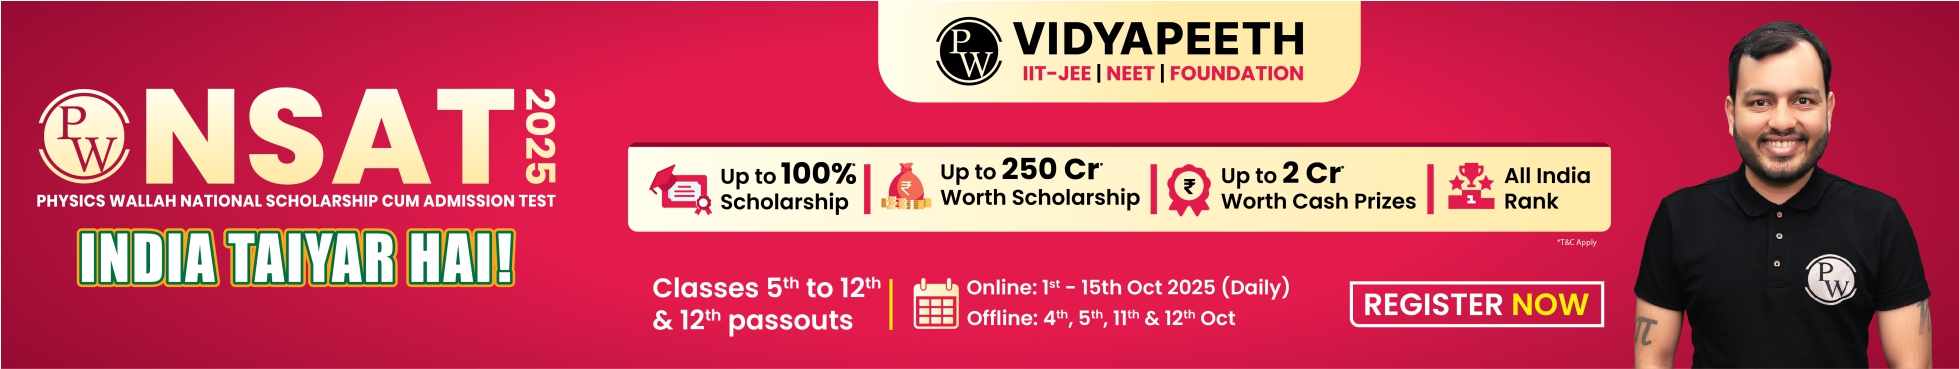 PW NSAT 2025
PHYSICS WALLAH NATIONAL SCHOLARSHIP CUM ADMISSION TEST
INDIA TAIYAR HAI!
PW VIDYAPEETH
IIT-JEE | NEET | FOUNDATION
Up to 100%*
Scholarship
Up to 250 Cr*
Worth Scholarship
Up to 2 Cr*
Worth Cash Prizes
1
All India
Rank
*T&C Apply
Classes 5th to 12th
& 12th passouts
Online: 1st - 15th Oct 2025 (Daily)
Offline: 4th, 5th, 11th & 12th Oct
REGISTER NOW
PW
π